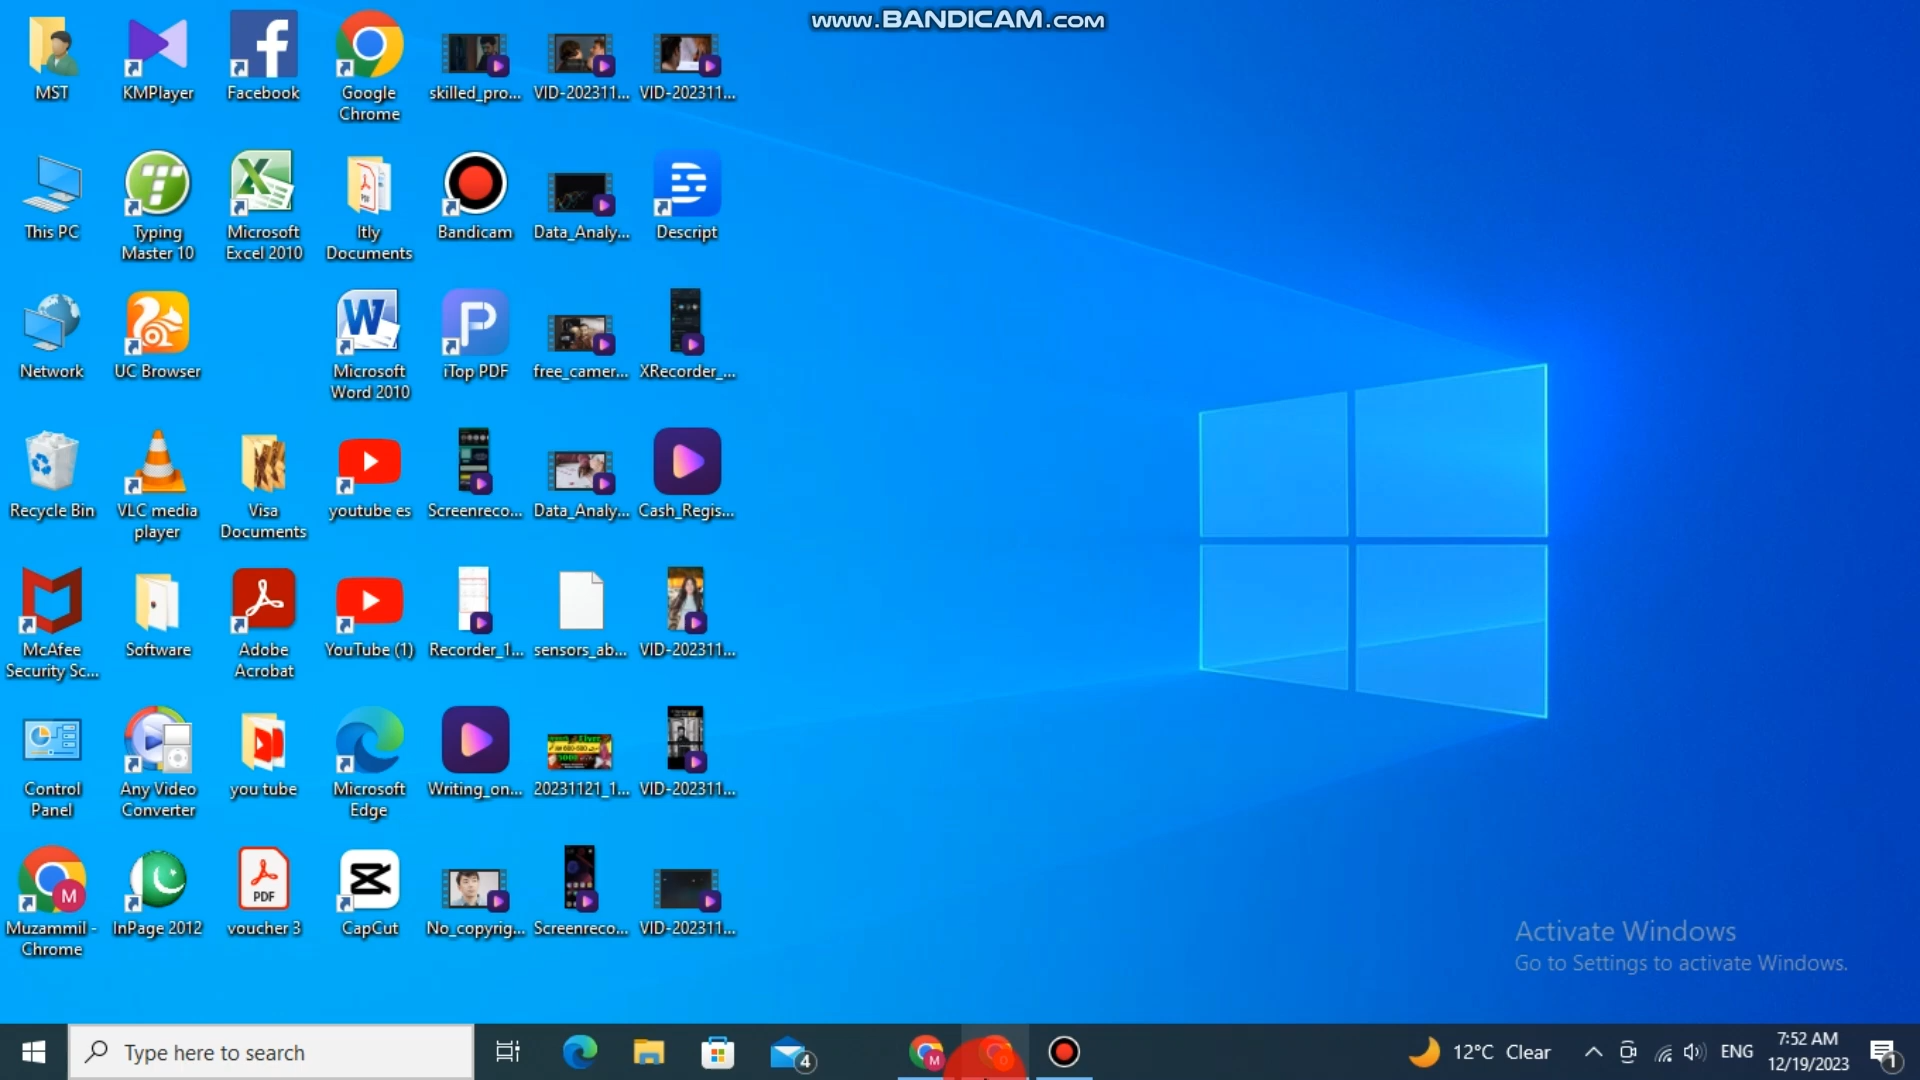 www.BANDICAM.com
MST
KMPlayer
Facebook
Google
Chrome
skilled_pro...
VID-202311...
VID-202311...
This PC
Typing
Master 10
Microsoft
Excel 2010
Itly
Documents
Bandicam
Data_Analy...
Descript
Network
UC Browser
Microsoft
Word 2010
iTop PDF
free_camer...
XRecorder_...
Recycle Bin
VLC media
player
Visa
Documents
youtube es
Screenreco...
Data_Analy...
Cash_Regis...
McAfee
Security Sc...
Software
Adobe
Acrobat
YouTube (1)
Recorder_1...
sensors_ab...
VID-202311...
Control
Panel
Any Video
Converter
you tube
Microsoft
Edge
Writing_on...
20231121_1...
VID-202311...
Muzammil -
Chrome
InPage 2012
PDF
voucher 3
CapCut
No_copyrig...
Screenreco...
VID-202311...
Activate Windows
Go to Settings to activate Windows.
Type here to search
4
M
12°C Clear
ENG
7:52 AM
12/19/2023
1